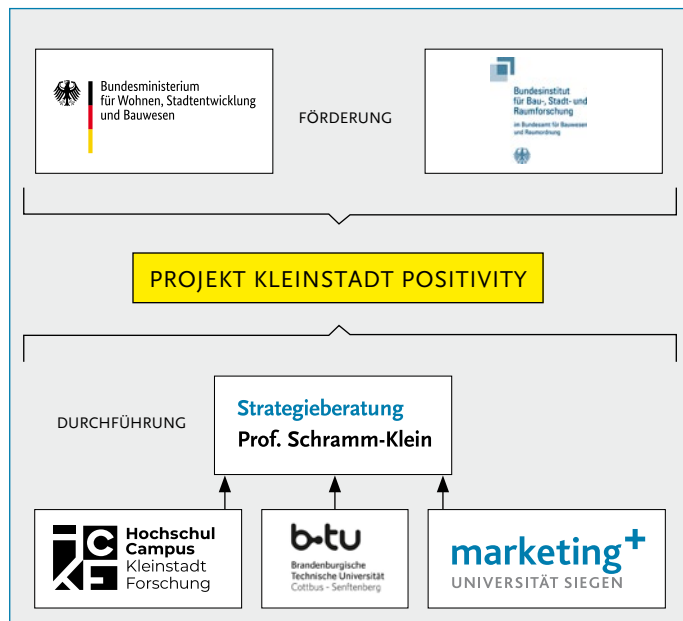 Bundesministerium
für Wohnen, Stadtentwicklung
und Bauwesen
FÖRDERUNG
Bundesinstitut
für Bau-, Stadt- und
Raumforschung
im Bundesamt für Bauwesen
und Raumordnung
PROJEKT KLEINSTADT POSITIVITY
DURCHFÜHRUNG
Strategieberatung
Prof. Schramm-Klein
Hochschul
Campus
Kleinstadt
Forschung
b-tu
Brandenburgische
Technische Universität
Cottbus - Senftenberg
marketing+
UNIVERSITÄT SIEGEN